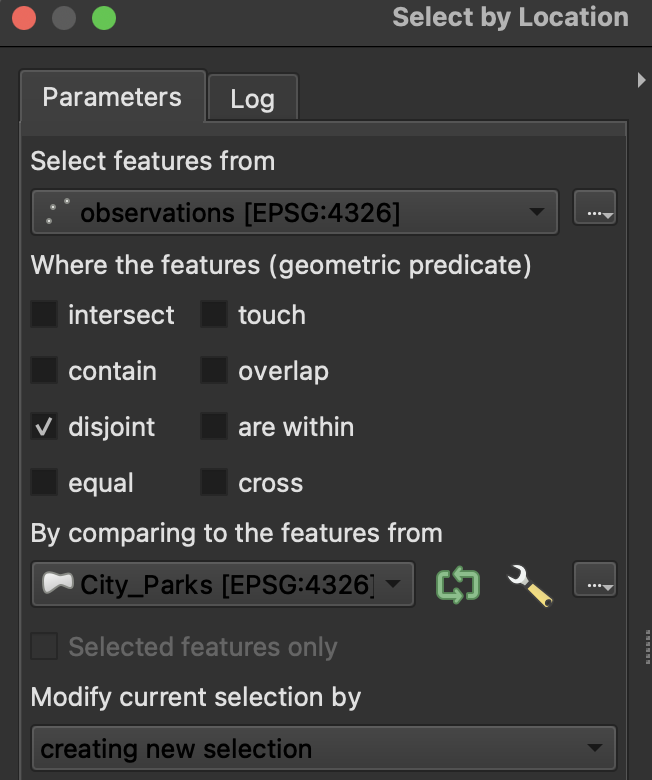 Select by Location
Parameters
Log
Select features from
observations [EPSG:4326]
...
Where the features (geometric predicate)
intersect
touch
contain
overlap
disjoint
are within
equal
cross
By comparing to the features from
City_Parks [EPSG:4326]
...
Selected features only
Modify current selection by
creating new selection